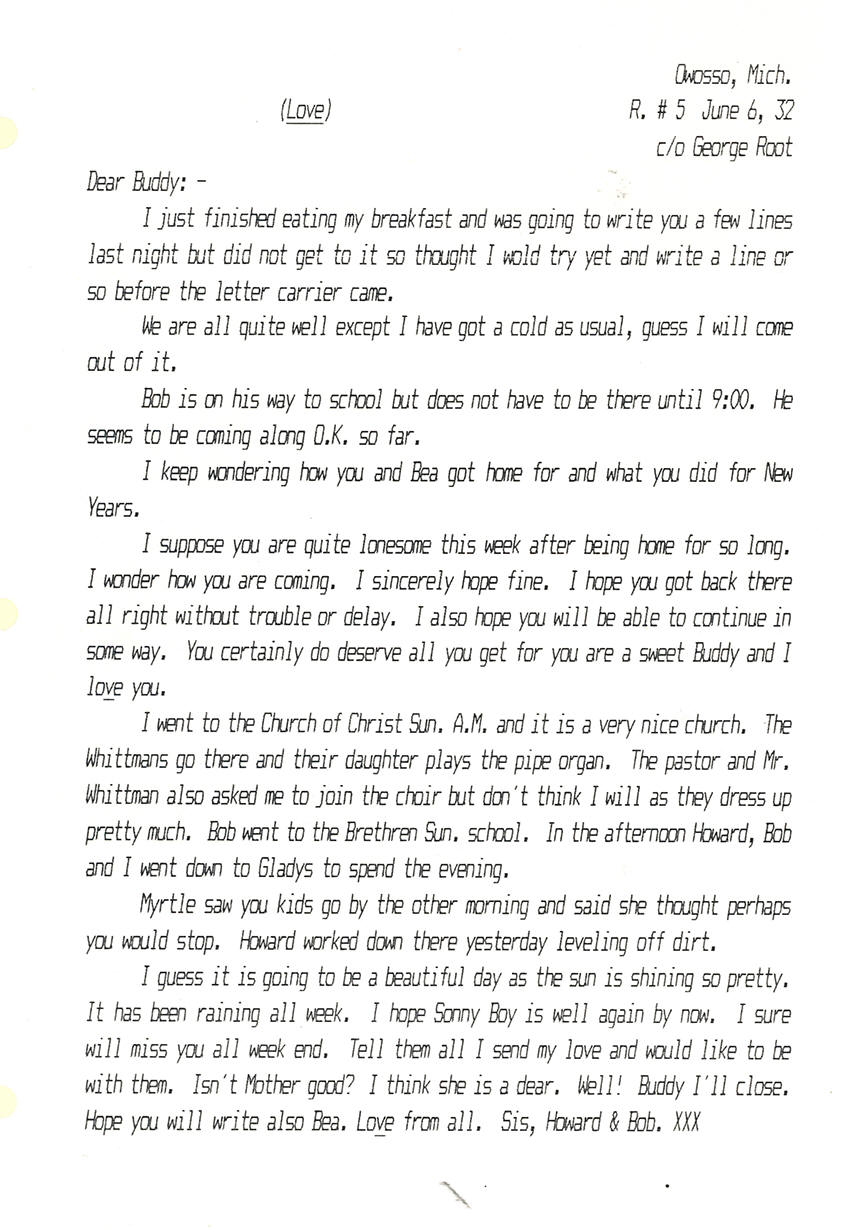 Owosso, Mich.
(Love) R. # 5 June 6, 32
c/o George Root
Dear Buddy: -
I just finished eating my breakfast and was going to write you a few lines
last night but did not get to it so thought I wold try yet and write a line or
so before the letter carrier came.
We are all quite well except I have got a cold as usual, guess I will come
out of it.
Bob is on his way to school but does not have to be there until 9:00. He
seems to be coming along O.K. so far.
I keep wondering how you and Bea got home for and what you did for New
Years.
I suppose you are quite lonesome this week after being home for so long.
I wonder how you are coming. I sincerely hope fine. I hope you got back there
all right without trouble or delay. I also hope you will be able to continue in
some way. You certainly do deserve all you get for you are a sweet Buddy and I
love you.
I went to the Church of Christ Sun. A.M. and it is a very nice church. The
Whittmans go there and their daughter plays the pipe organ. The pastor and Mr.
Whittman also asked me to join the choir but don't think I will as they dress up
pretty much. Bob went to the Brethren Sun. school. In the afternoon Howard, Bob
and I went down to Gladys to spend the evening.
Myrtle saw you kids go by the other morning and said she thought perhaps
you would stop. Howard worked down there yesterday leveling off dirt.
I guess it is going to be a beautiful day as the sun is shining so pretty.
It has been raining all week. I hope Sonny Boy is well again by now. I sure
will miss you all week end. Tell them all I send my love and would like to be
with them. Isn't Mother good? I think she is a dear. Well! Buddy I'll close.
Hope you will write also Bea. Love from all. Sis, Howard & Bob. XXX